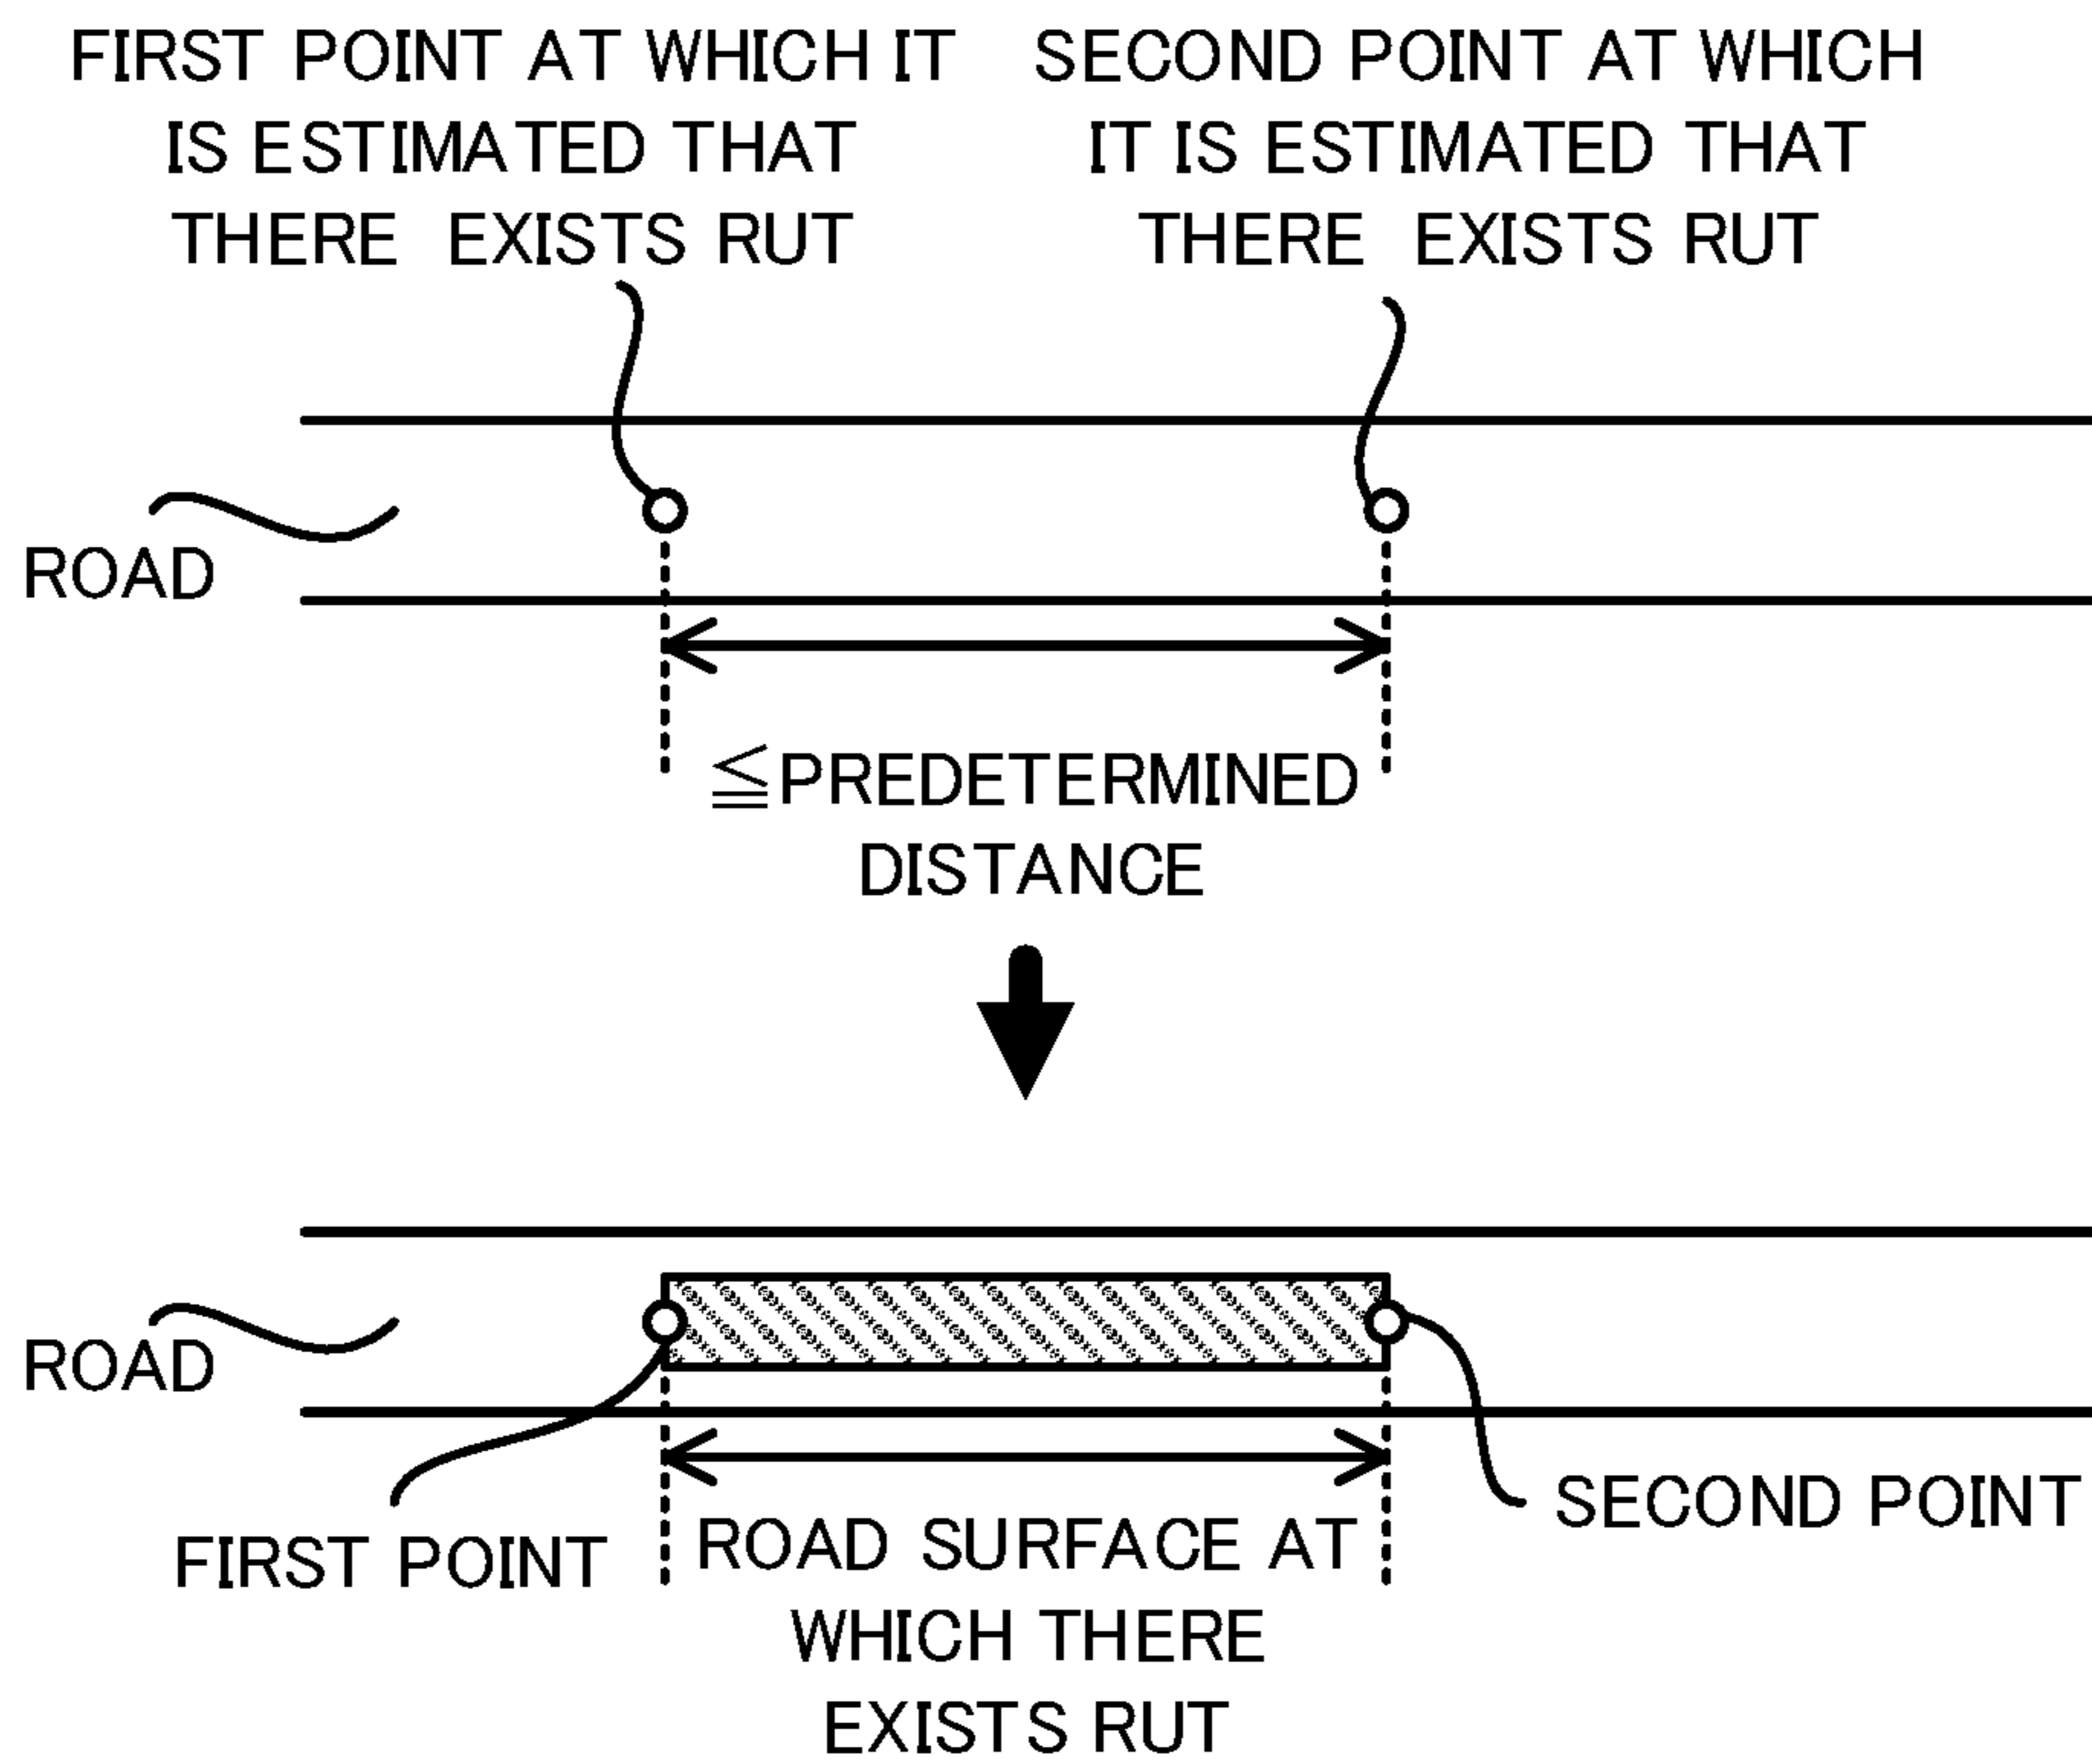 FIRST POINT AT WHICH IT
IS ESTIMATED THAT
THERE EXISTS RUT
SECOND POINT AT WHICH
IT IS ESTIMATED THAT
THERE EXISTS RUT
ROAD
≦PREDETERMINED
DISTANCE
ROAD
FIRST POINT
ROAD SURFACE AT
WHICH THERE
EXISTS RUT
SECOND POINT